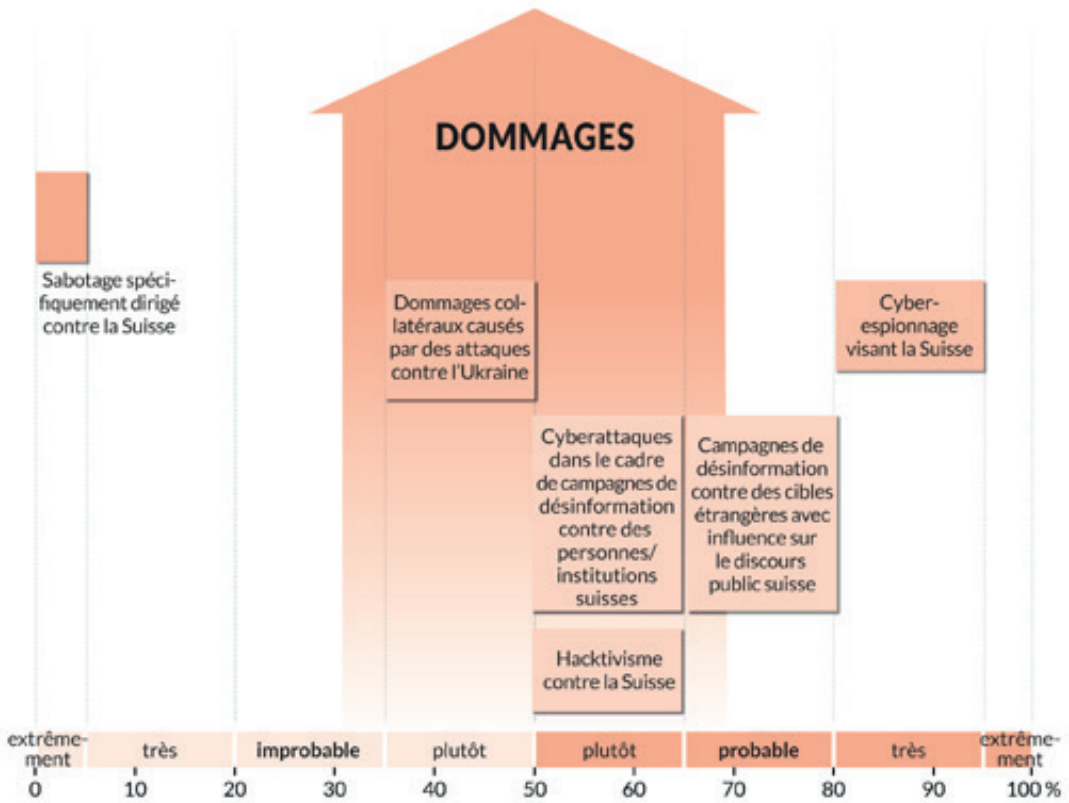 DOMMAGES
Sabotage spéci-
fiquement dirigé
contre la Suisse
Dommages col-
latéraux causés
par des attaques
contre l'Ukraine
Cyber-
espionnage
visant la Suisse
Cyberattaques
dans le cadre
de campagnes de
désinformation
contre des
personnes/
institutions
suisses
Campagnes de
désinformation
contre des cibles
étrangères avec
influence sur
le discours
public suisse
Hacktivisme
contre la Suisse
extrême-
ment
très
improbable
plutôt
plutôt
probable
très
extrême-
ment
0 10 20 30 40 50 60 70 80 90 100 %